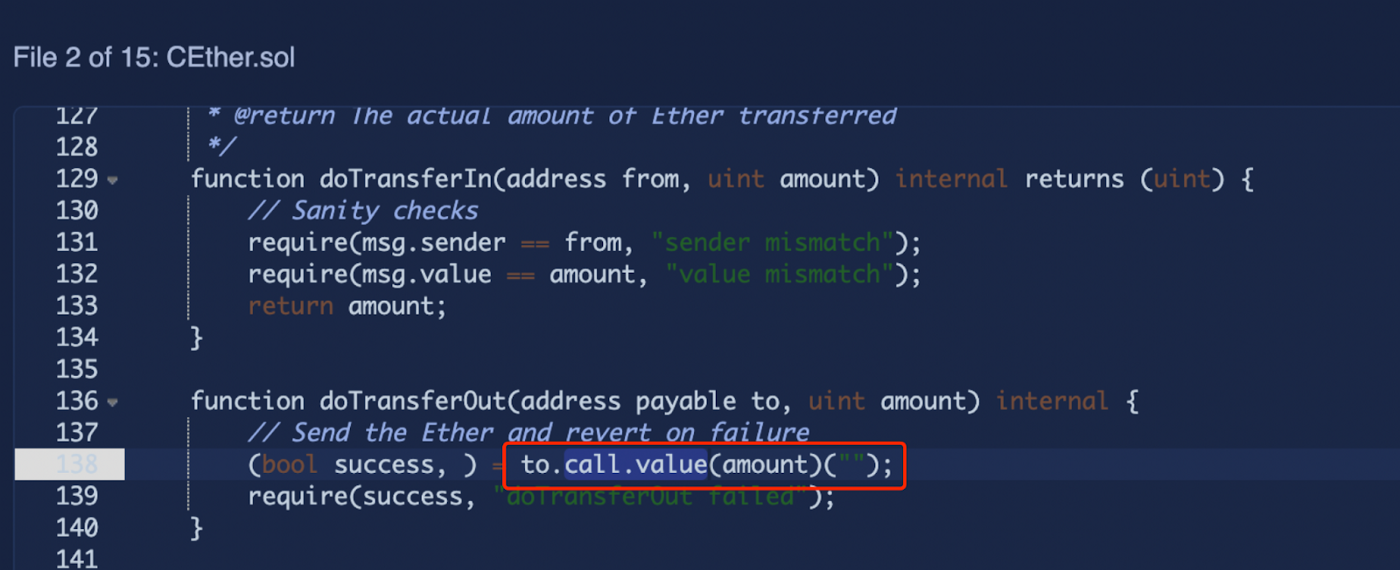 File 2 of 15: CEther.sol
127 * @return The actual amount of Ether transferred
128 */
129 function doTransferIn(address from, uint amount) internal returns (uint) {
130 // Sanity checks
131 require(msg.sender == from, "sender mismatch");
132 require(msg.value == amount, "value mismatch");
133 return amount;
134 }
135
136 function doTransferOut(address payable to, uint amount) internal {
137 // Send the Ether and revert on failure
138 (bool success, ) = to.call.value(amount)("");
139 require(success, "doTransferOut failed");
140 }
141